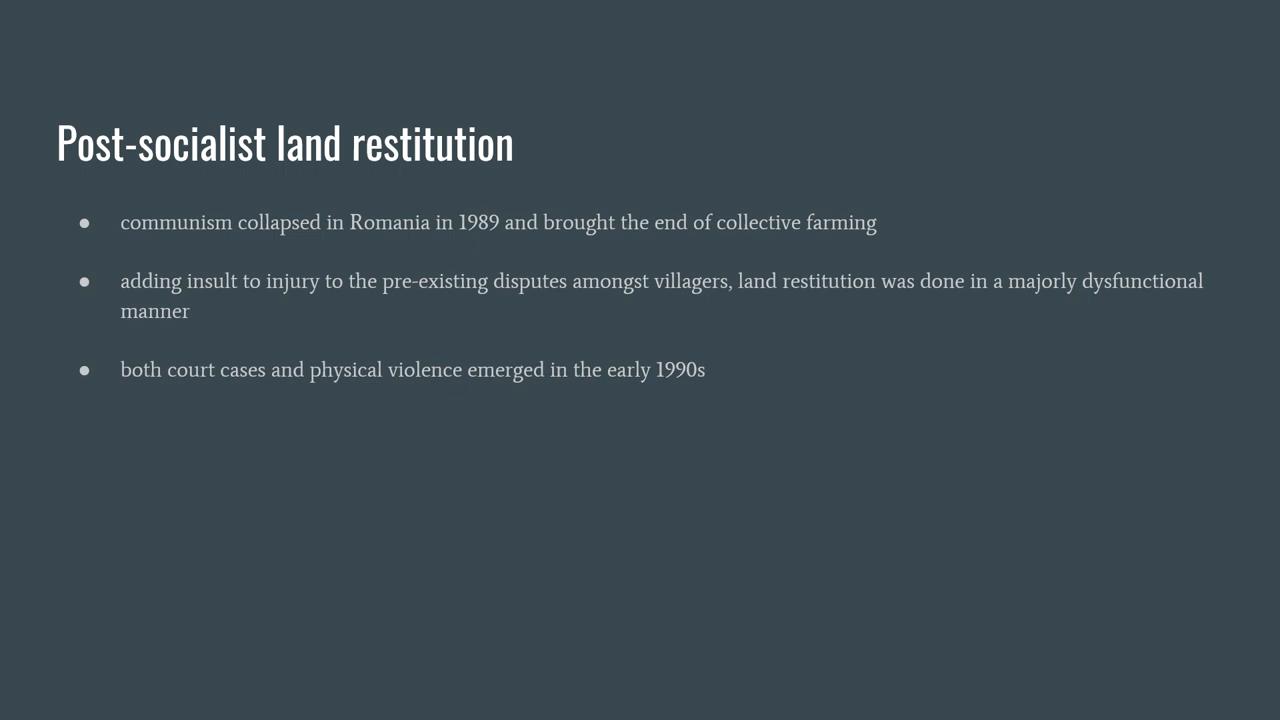 Post-socialist land restitution
● communism collapsed in Romania in 1989 and brought the end of collective farming
● adding insult to injury to the pre-existing disputes amongst villagers, land restitution was done in a majorly dysfunctional
manner
● both court cases and physical violence emerged in the early 1990s